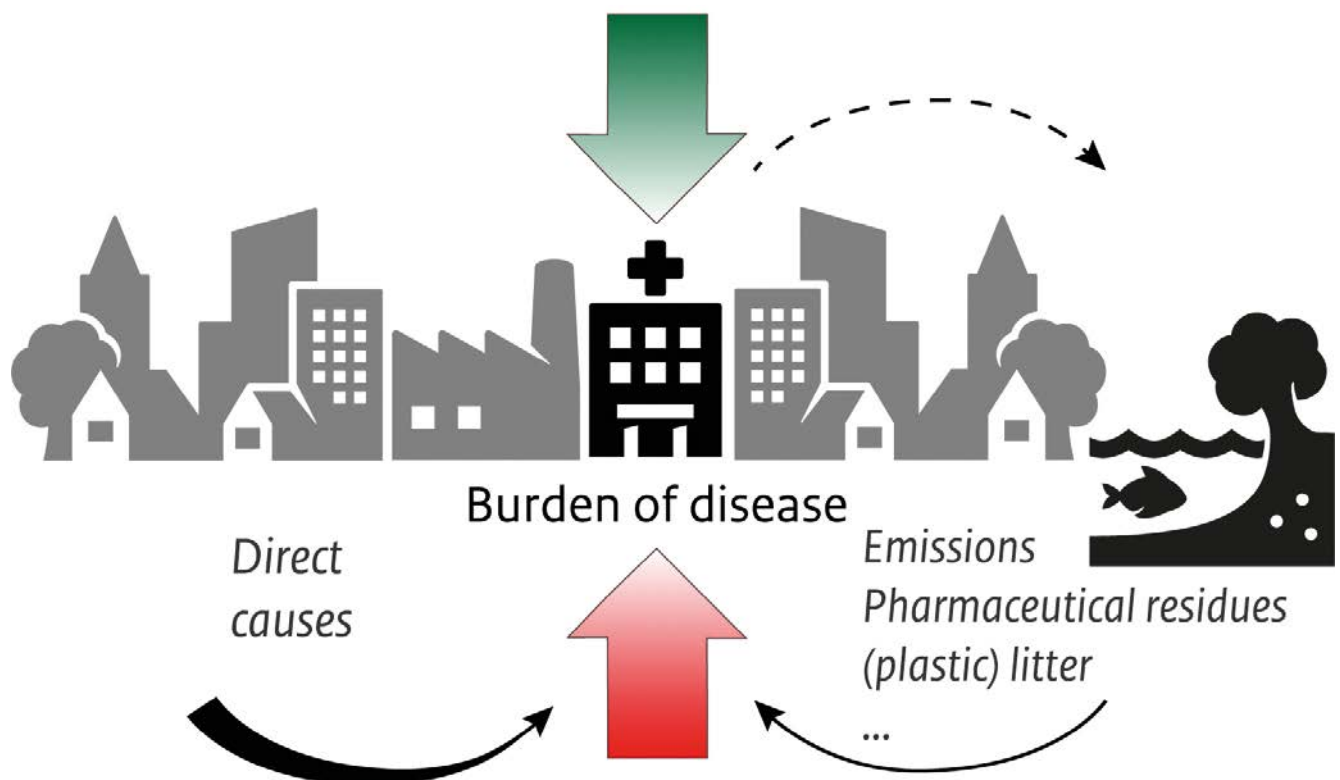 Burden of disease
Direct
causes
Emissions
Pharmaceutical residues
(plastic) litter
...